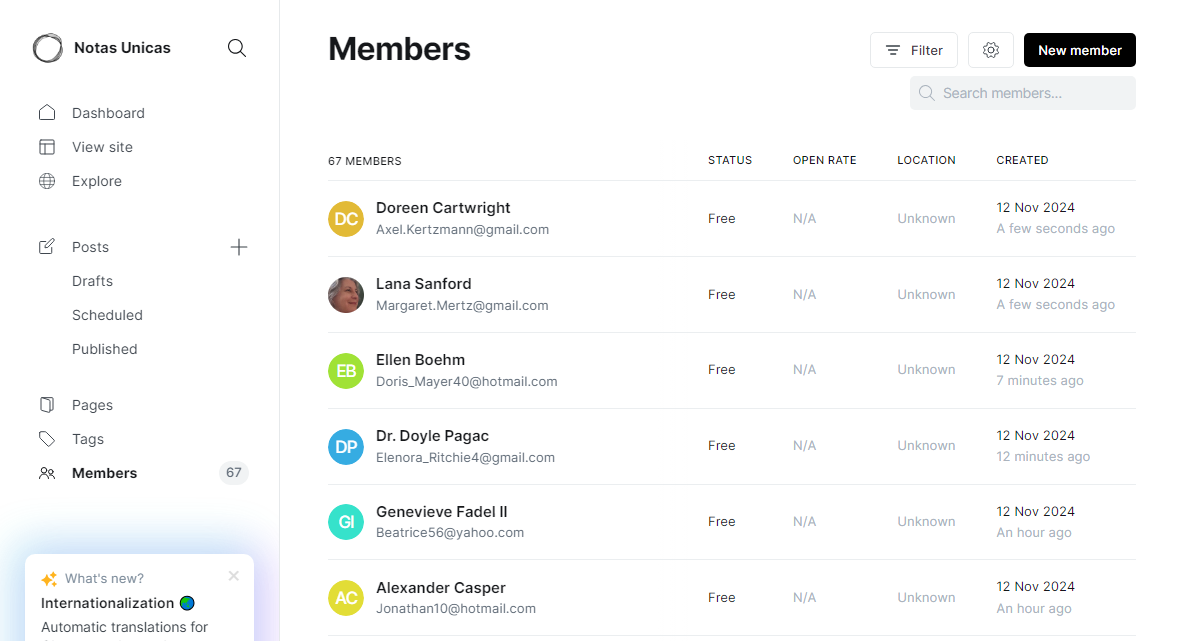 Notas Unicas
Dashboard
View site
Explore
Posts
Drafts
Scheduled
Published
Pages
Tags
Members
67
What's new?
Internationalization
Automatic translations for
Members
Filter
New member
Search members...
67 MEMBERS STATUS OPEN RATE LOCATION CREATED
DC Doreen Cartwright Free N/A Unknown 12 Nov 2024
Axel.Kertzmann@gmail.com A few seconds ago
Lana Sanford Free N/A Unknown 12 Nov 2024
Margaret.Mertz@gmail.com A few seconds ago
EB Ellen Boehm Free N/A Unknown 12 Nov 2024
Doris_Mayer40@hotmail.com 7 minutes ago
DP Dr. Doyle Pagac Free N/A Unknown 12 Nov 2024
Elenora_Ritchie4@gmail.com 12 minutes ago
GI Genevieve Fadel II Free N/A Unknown 12 Nov 2024
Beatrice56@yahoo.com An hour ago
AC Alexander Casper Free N/A Unknown 12 Nov 2024
Jonathan10@hotmail.com An hour ago